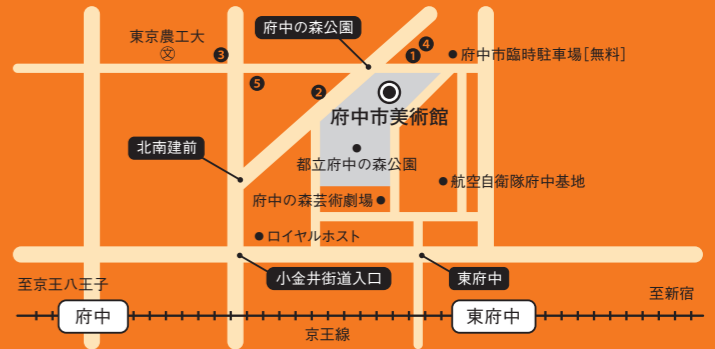 府中の森公園
東京農工大
文
3
4
1
府中市臨時駐車場[無料]
5
2
府中市美術館
北南建前
都立府中の森公園
航空自衛隊府中基地
府中の森芸術劇場
ロイヤルホスト
小金井街道入口
東府中
至京王八王子
至新宿
府中
東府中
京王線